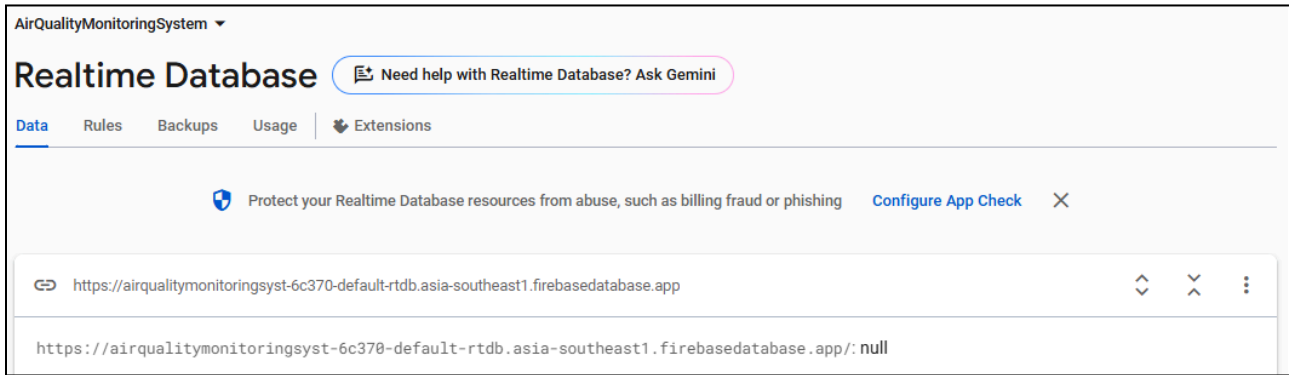 AirQualityMonitoringSystem
Realtime Database Need help with Realtime Database? Ask Gemini
Data Rules Backups Usage Extensions
Protect your Realtime Database resources from abuse, such as billing fraud or phishing Configure App Check
https://airqualitymonitoringsyst-6c370-default-rtdb.asia-southeast1.firebasedatabase.app
https://airqualitymonitoringsyst-6c370-default-rtdb.asia-southeast1.firebasedatabase.app/: null